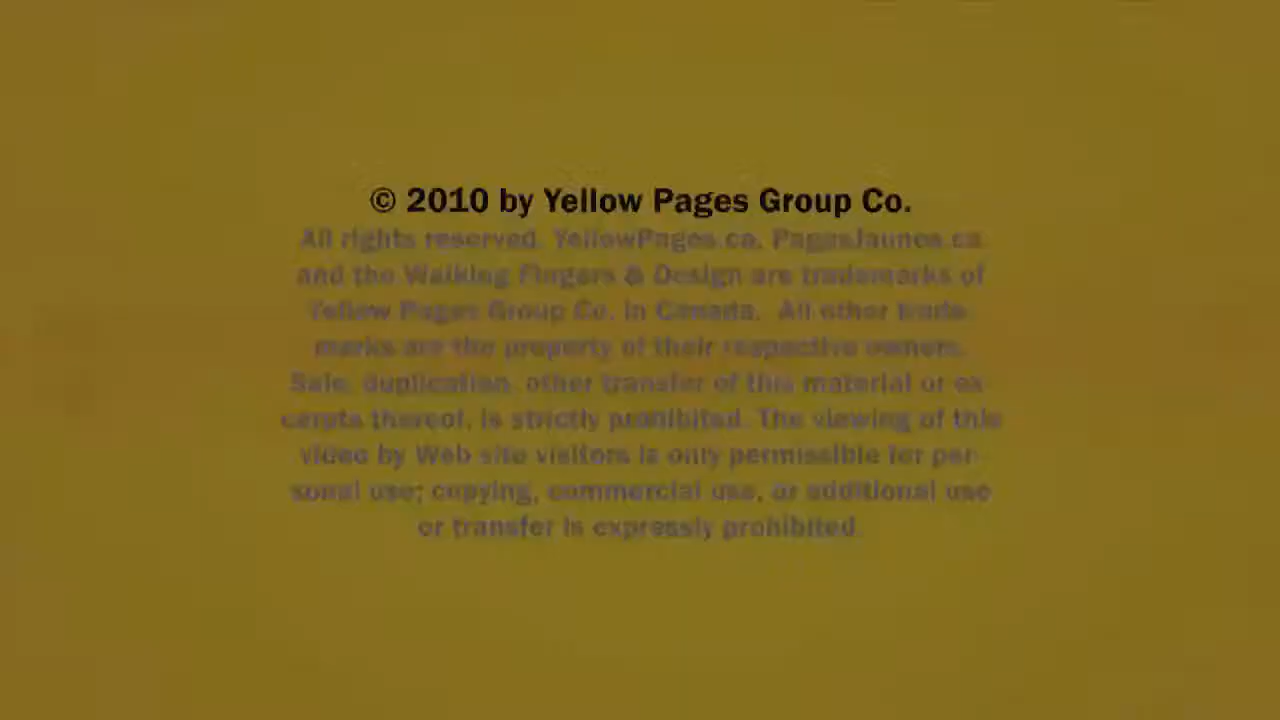 © 2010 by Yellow Pages Group Co.
All rights reserved. YellowPages.ca, PagesJaunes.ca
and the Walking Fingers & Design are trademarks of
Yellow Pages Group Co. in Canada. All other trade-
marks are the property of their respective owners.
Sale, duplication, other transfer of this material or ex-
cerpts thereof, is strictly prohibited. The viewing of this
video by Web site visitors is only permissible for per-
sonal use; copying, commercial use, or additional use
or transfer is expressly prohibited.